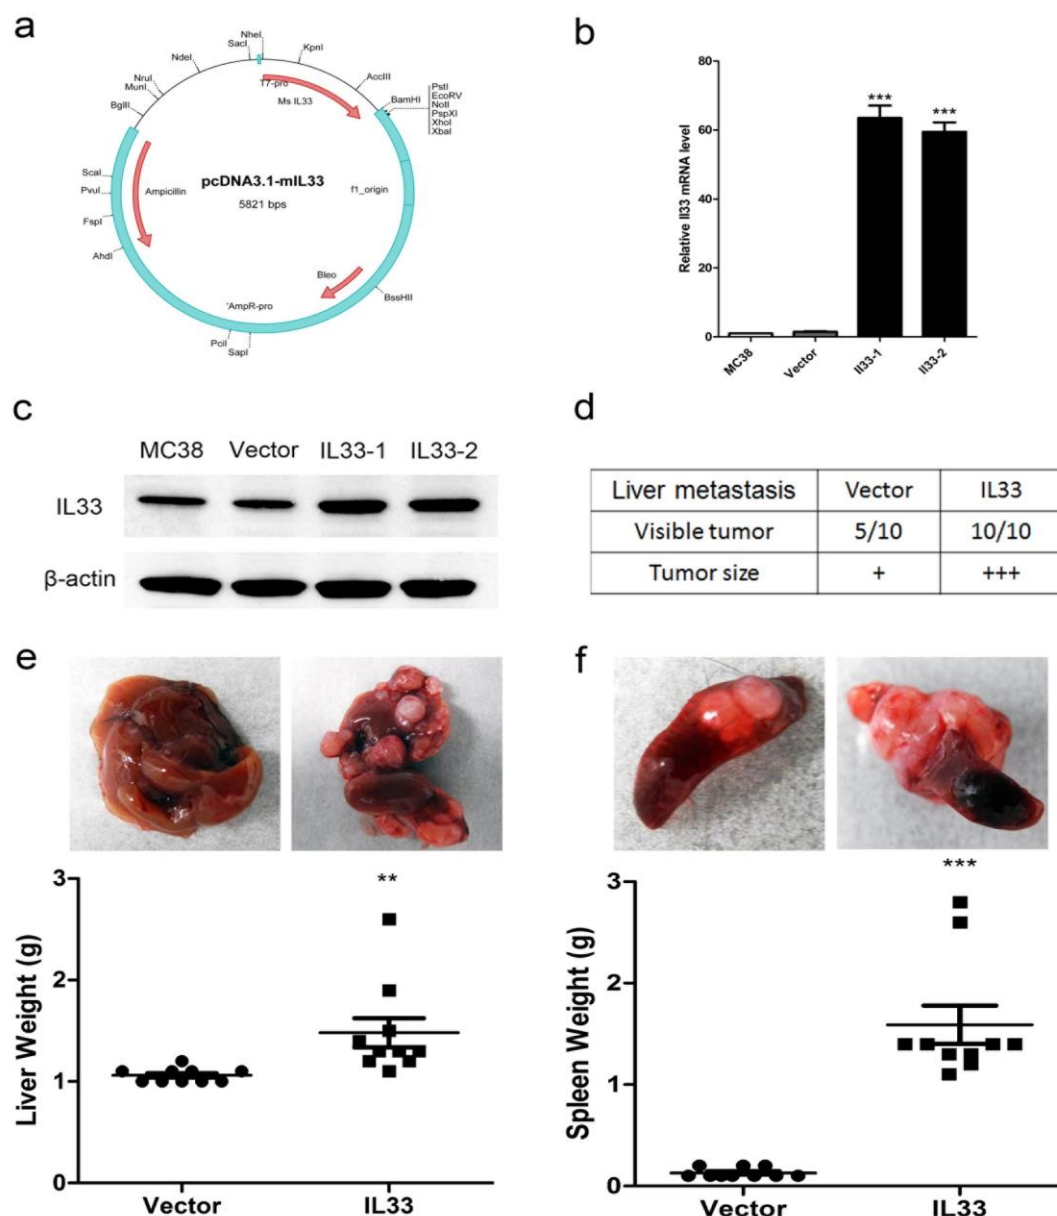 a
NheI
SacI
KpnI
NdeI
AccIII
NruI
MunI
BglII
T7-pro
Ms IL33
BamHI
PstI
EcoRV
NotI
PspXI
XhoI
XbaI
ScaI
PvuI
FspI
AhdI
Ampicillin
pcDNA3.1-mIL33
5821 bps
f1_origin
Bleo
BssHII
'AmpR-pro
PciI
SapI
b
Relative Il33 mRNA level
80
60
40
20
0
*** ***
MC38 Vector Il33-1 Il33-2
c
MC38 Vector IL33-1 IL33-2
IL33
β-actin
d
Liver metastasis Vector IL33
Visible tumor 5/10 10/10
Tumor size + +++
e
Liver Weight (g)
3
2
1
0
**
Vector IL33
f
Spleen Weight (g)
3
2
1
0
***
Vector IL33